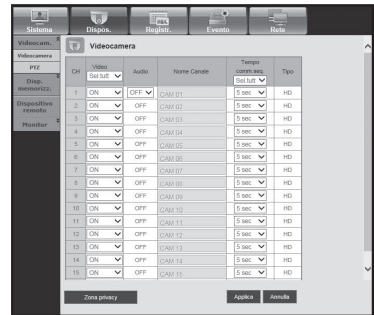 Sistema Dispos. Registr. Evento Rete
Videocam.
Videocamera
PTZ
Disp. memorizz.
Dispositivo remoto
Monitor
Videocamera
CH Video Audio Nome Canale Tempo comm.seq. Tipo
Sel.tutt Sel.tutt
1 ON OFF CAM 01 5 sec HD
2 ON OFF CAM 02 5 sec HD
3 ON OFF CAM 03 5 sec HD
4 ON OFF CAM 04 5 sec HD
5 ON OFF CAM 05 5 sec HD
6 ON OFF CAM 06 5 sec HD
7 ON OFF CAM 07 5 sec HD
8 ON OFF CAM 08 5 sec HD
9 ON OFF CAM 09 5 sec HD
10 ON OFF CAM 10 5 sec HD
11 ON OFF CAM 11 5 sec HD
12 ON OFF CAM 12 5 sec HD
13 ON OFF CAM 13 5 sec HD
14 ON OFF CAM 14 5 sec HD
15 ON OFF CAM 15 5 sec HD
Zona privacy Applica Annulla